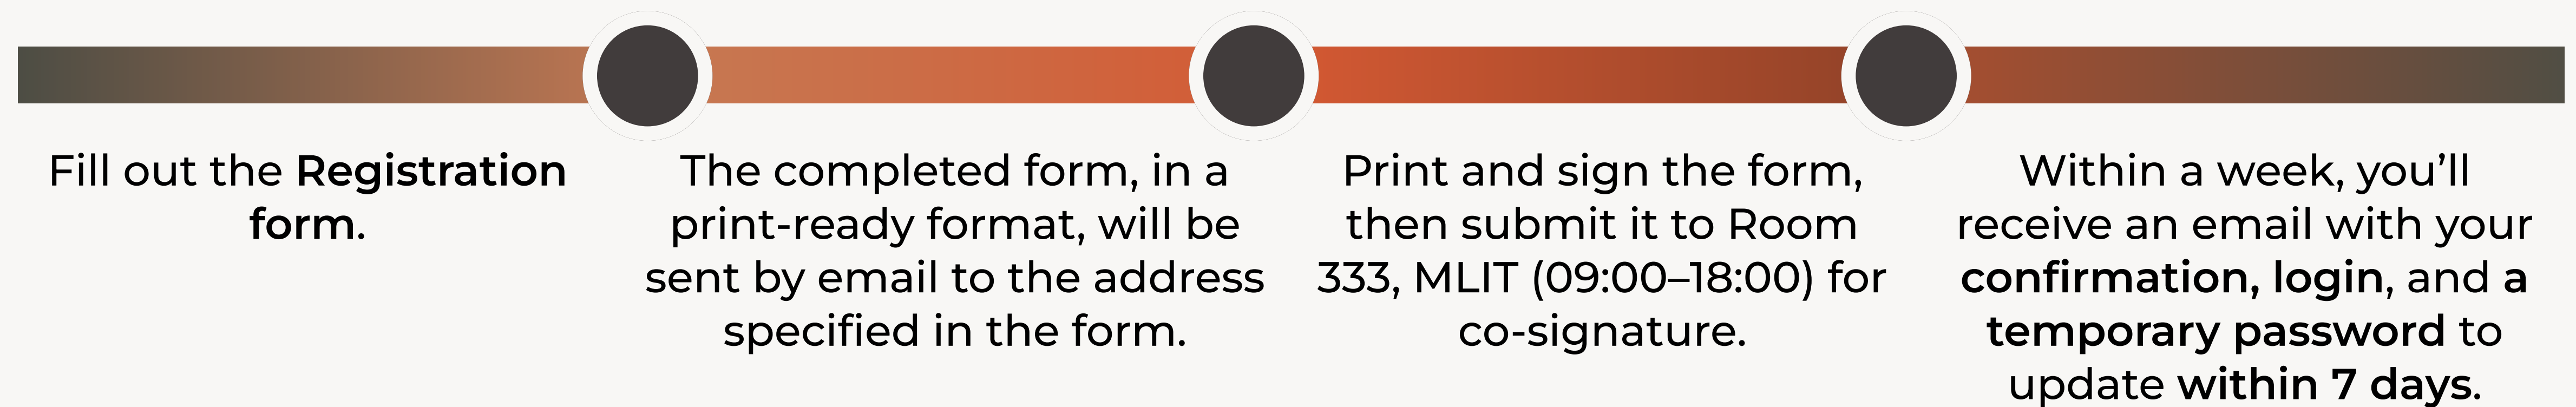 Fill out the Registration
form.
The completed form, in a
print-ready format, will be
sent by email to the address
specified in the form.
Print and sign the form,
then submit it to Room
333, MLIT (09:00–18:00) for
co-signature.
Within a week, you’ll
receive an email with your
confirmation, login, and a
temporary password to
update within 7 days.